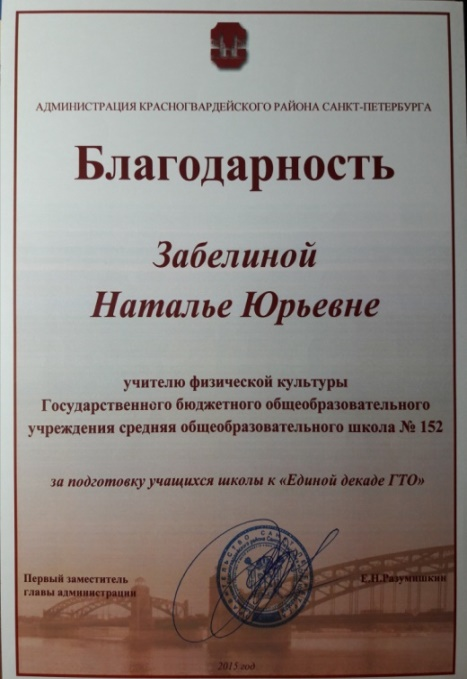 АДМИНИСТРАЦИЯ КРАСНОГВАРДЕЙСКОГО РАЙОНА САНКТ-ПЕТЕРБУРГА
Благодарность
Забелиной
Наталье Юрьевне
учителю физической культуры
Государственного бюджетного общеобразовательного
учреждения средняя общеобразовательного школа № 152
за подготовку учащихся школы к «Единой декаде ГТО»
Первый заместитель
главы администрации
Е.Н.Разумишкин
2015 год